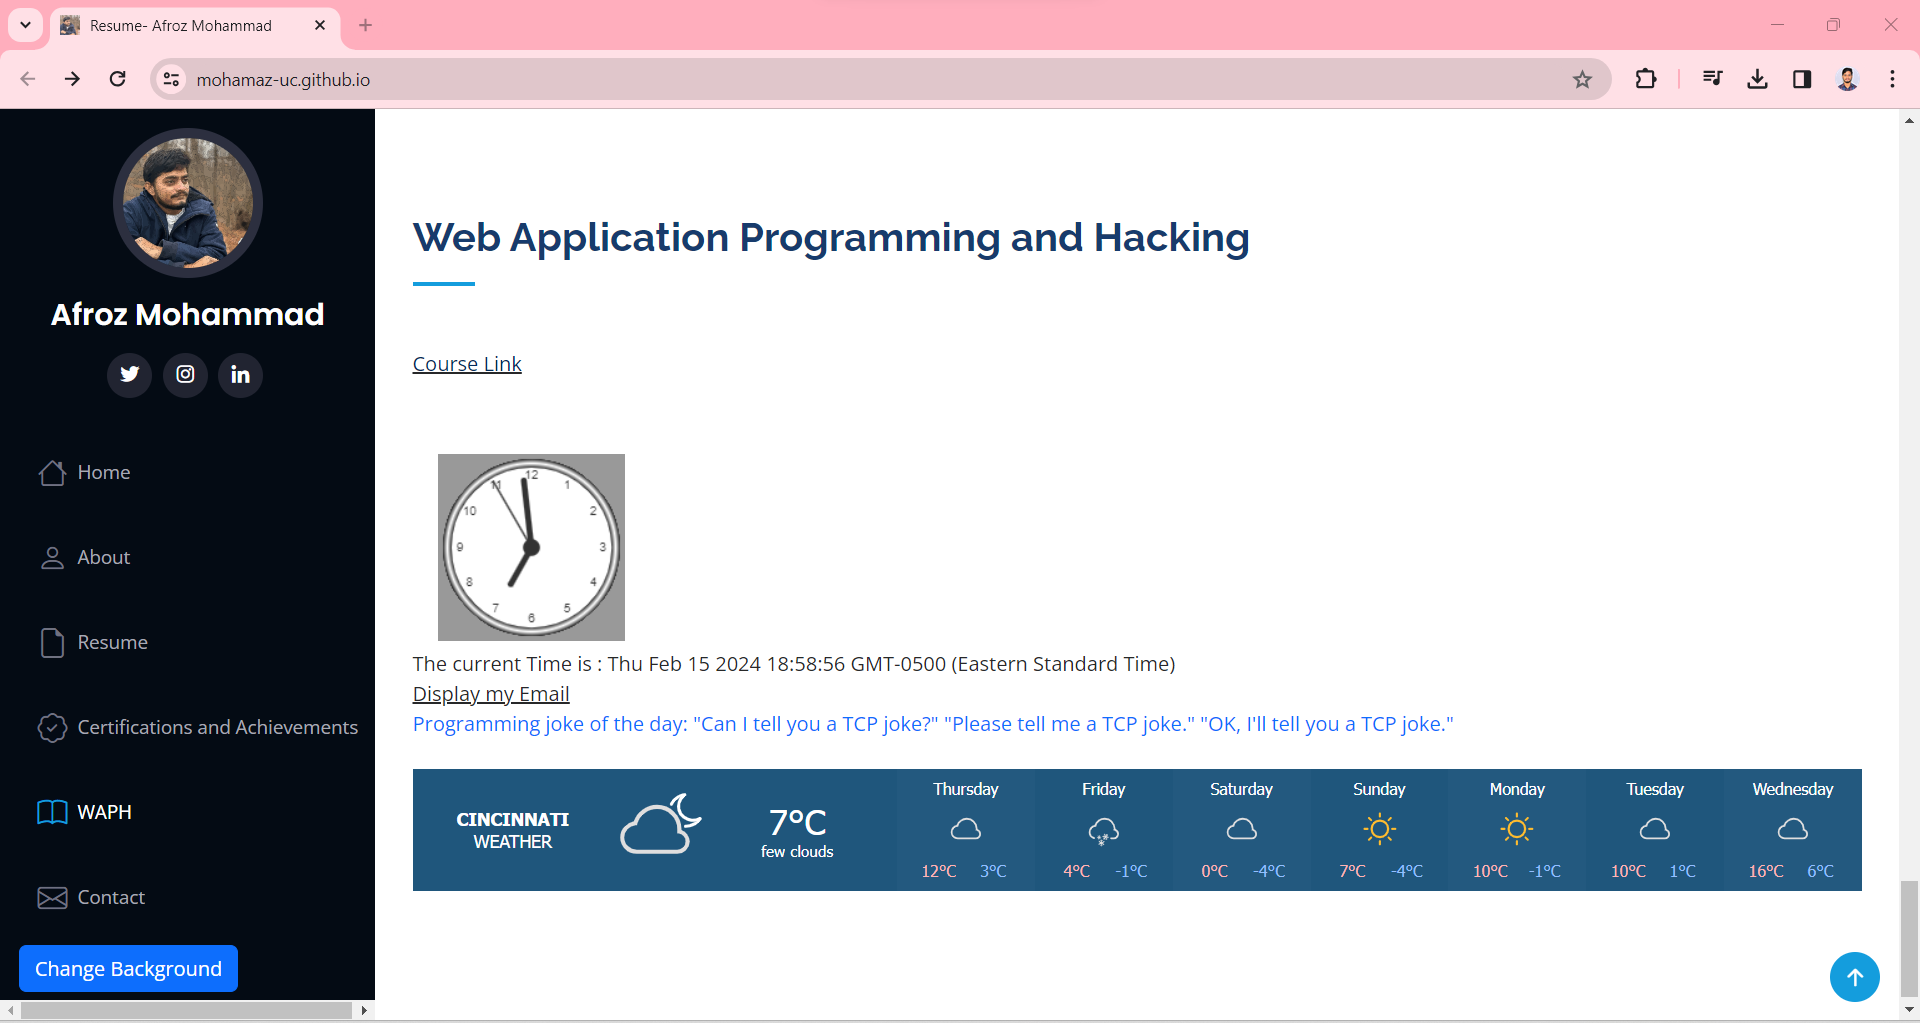 Resume- Afroz Mohammad
mohamaz-uc.github.io
Afroz Mohammad
Home
About
Resume
Certifications and Achievements
WAPH
Contact
Change Background
Web Application Programming and Hacking
Course Link
12
1
2
3
4
5
6
7
8
9
10
11
The current Time is : Thu Feb 15 2024 18:58:56 GMT-0500 (Eastern Standard Time)
Display my Email
Programming joke of the day: "Can I tell you a TCP joke?" "Please tell me a TCP joke." "OK, I'll tell you a TCP joke."
CINCINNATI
WEATHER
7°C
few clouds
Thursday
12°C 3°C
Friday
4°C -1°C
Saturday
0°C -4°C
Sunday
7°C -4°C
Monday
10°C -1°C
Tuesday
10°C 1°C
Wednesday
16°C 6°C